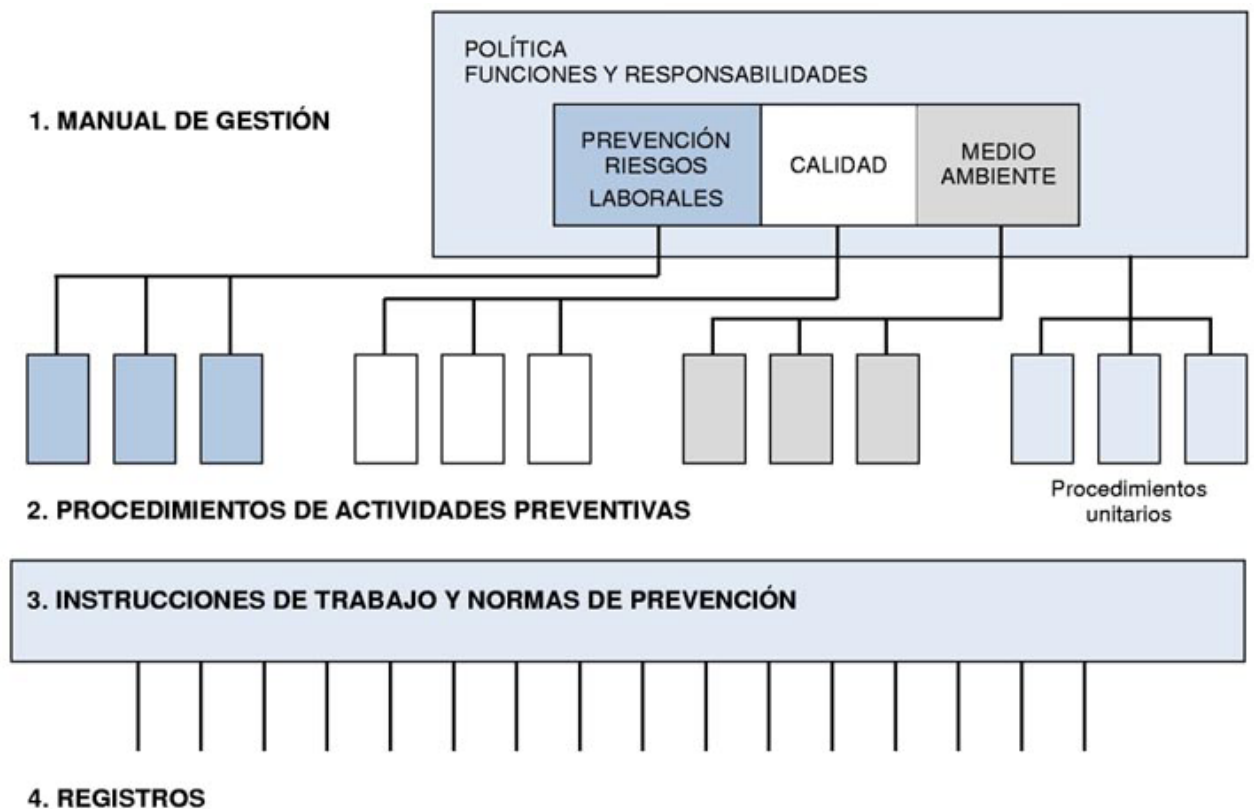 POLÍTICA
FUNCIONES Y RESPONSABILIDADES
1. MANUAL DE GESTIÓN
PREVENCIÓN
RIESGOS
LABORALES
CALIDAD
MEDIO
AMBIENTE
Procedimientos
unitarios
2. PROCEDIMIENTOS DE ACTIVIDADES PREVENTIVAS
3. INSTRUCCIONES DE TRABAJO Y NORMAS DE PREVENCIÓN
4. REGISTROS